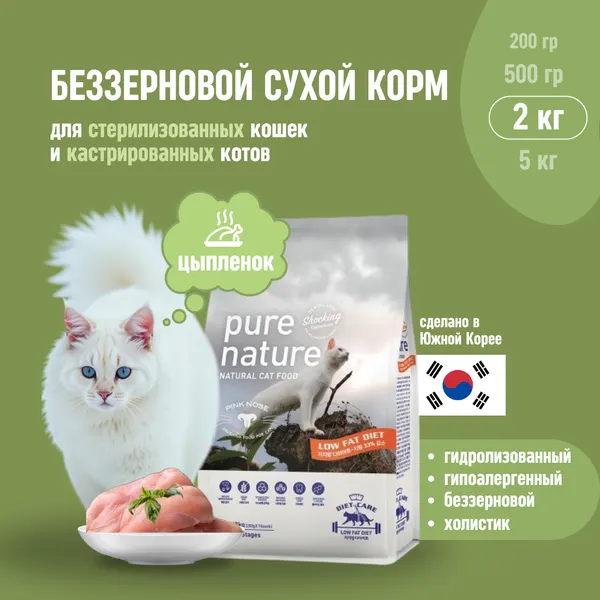 200 гр
500 гр
2 кг
5 кг
БЕЗЗЕРНОВОЙ СУХОЙ КОРМ
для стерилизованных кошек
и кастрированных котов
цыпленок
Shocking
pure
nature
NATURAL CAT FOOD
PINK NOSE
LOW FAT DIET
DIET CARE
LOW FAT DIET
сделано в
Южной Корее
• гидролизованный
• гипоалергенный
• беззерновой
• холистик